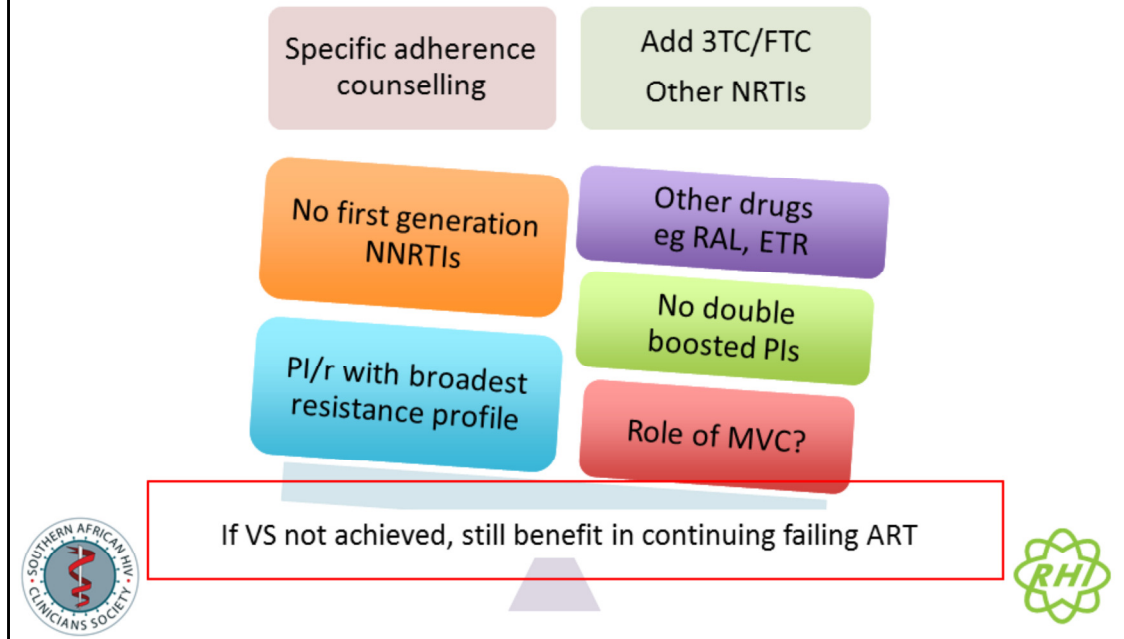 Specific adherence
counselling
Add 3TC/FTC
Other NRTIs
No first generation
NNRTIs
PI/r with broadest
resistance profile
Other drugs
eg RAL, ETR
No double
boosted PIs
Role of MVC?
If VS not achieved, still benefit in continuing failing ART
SOUTHERN AFRICAN HIV
CLINICIANS SOCIETY
RHI